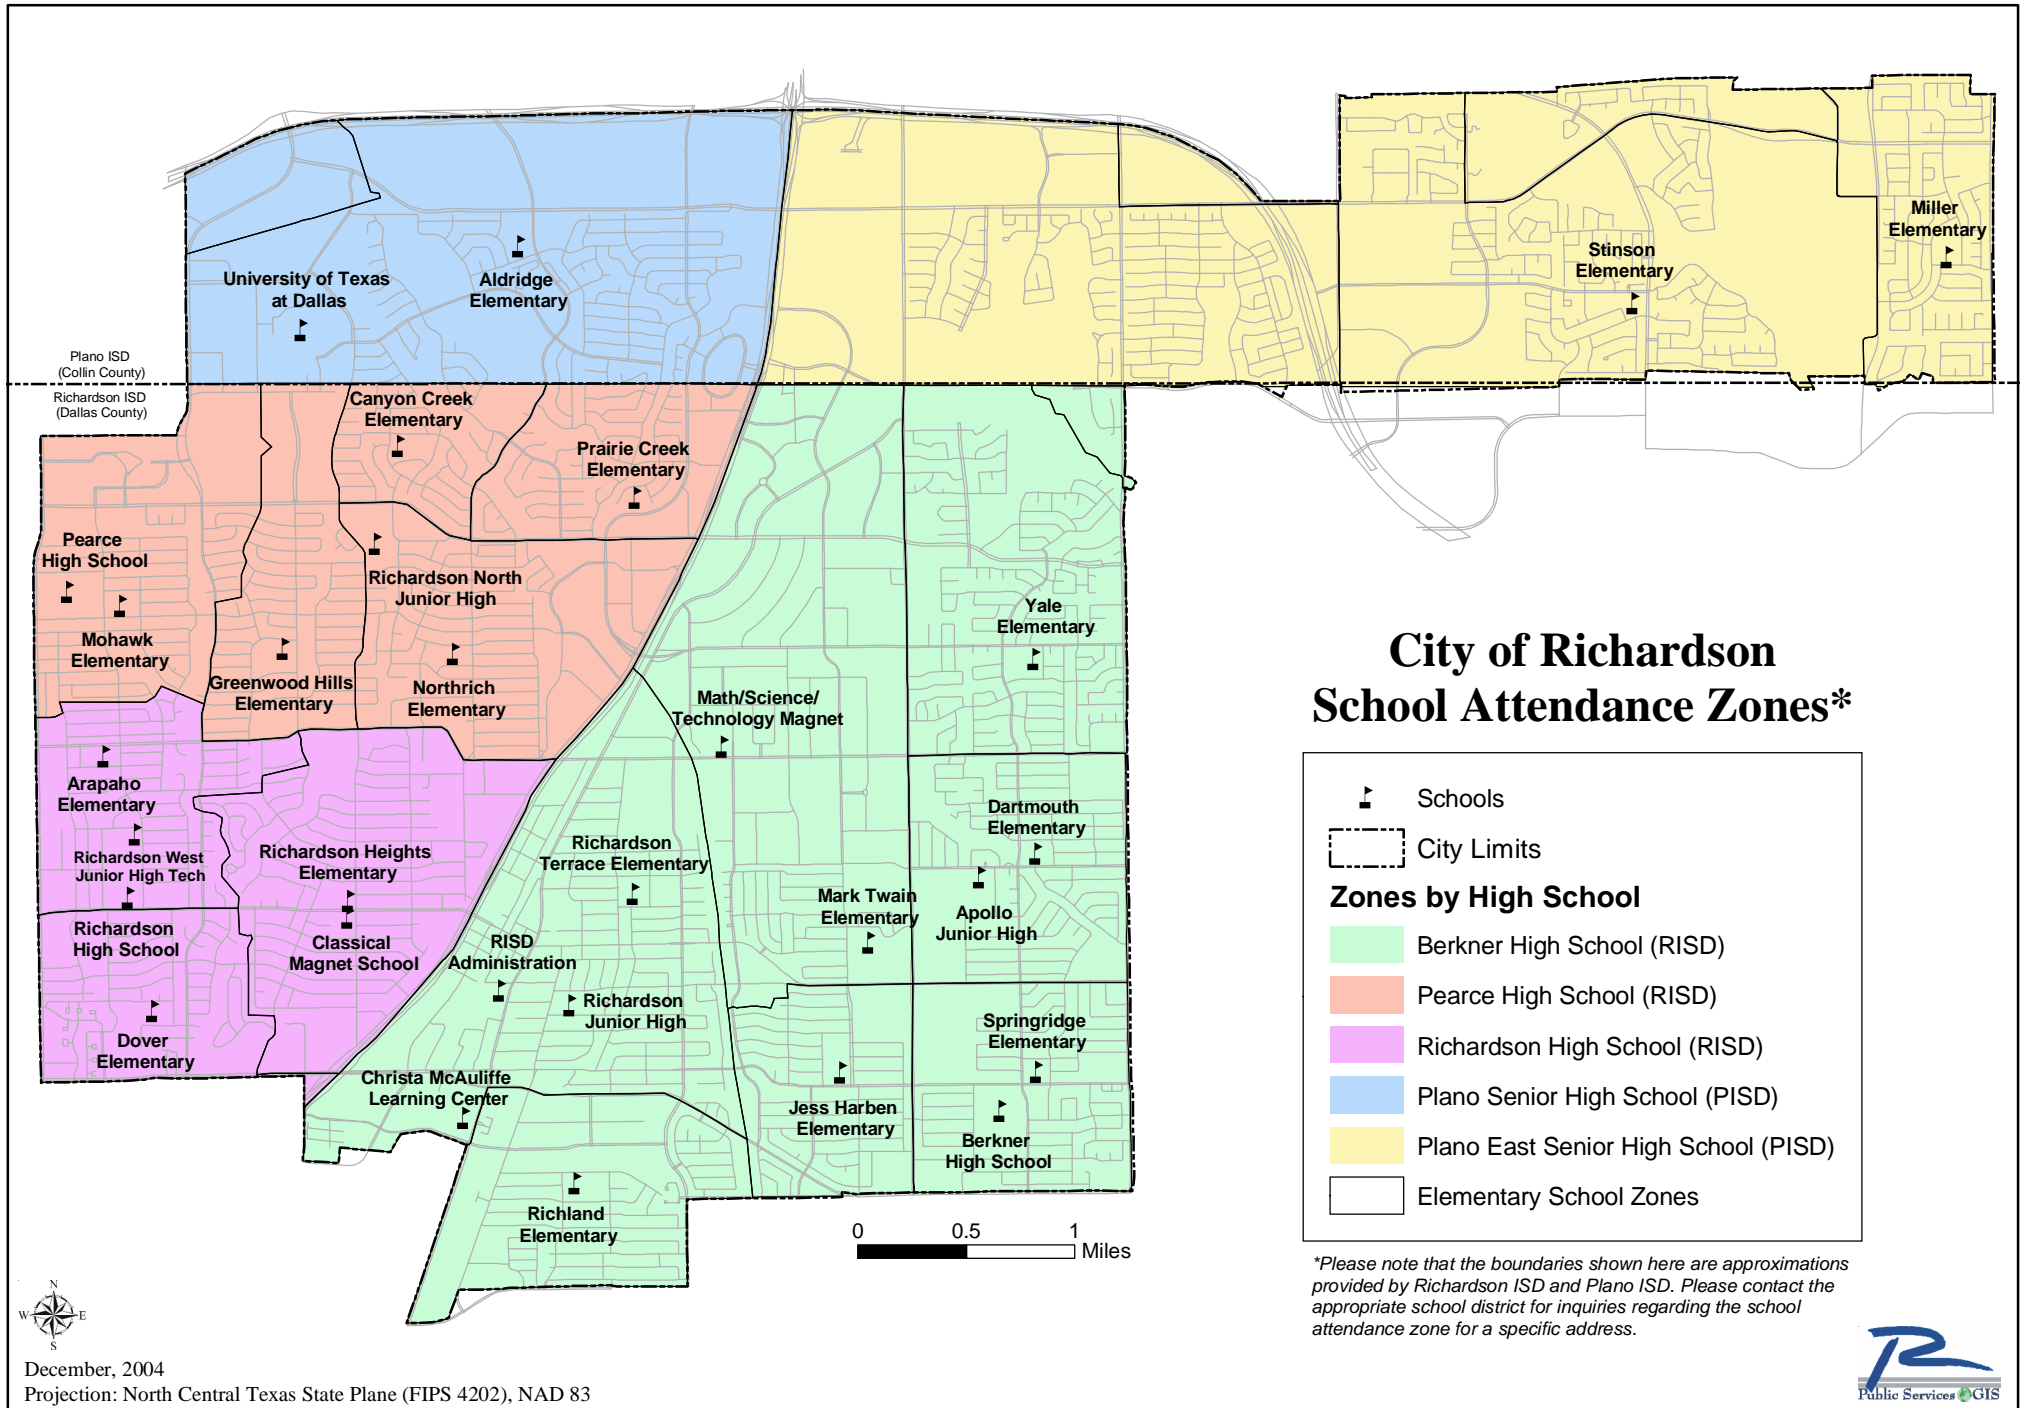 Miller
Elementary
Stinson
Elementary
University of Texas
at Dallas
Aldridge
Elementary
Plano ISD
(Collin County)
Richardson ISD
(Dallas County)
Canyon Creek
Elementary
Prairie Creek
Elementary
Pearce
High School
Richardson North
Junior High
Mohawk
Elementary
Greenwood Hills
Elementary
Northrich
Elementary
Yale
Elementary
Math/Science/
Technology Magnet
Arapaho
Elementary
Richardson West
Junior High Tech
Richardson Heights
Elementary
Richardson
Terrace Elementary
Dartmouth
Elementary
Mark Twain
Elementary
Apollo
Junior High
Richardson
High School
Classical
Magnet School
RISD
Administration
Richardson
Junior High
Dover
Elementary
Springridge
Elementary
Christa McAuliffe
Learning Center
Jess Harben
Elementary
Berkner
High School
Richland
Elementary
City of Richardson
School Attendance Zones*
Schools
City Limits
Zones by High School
Berkner High School (RISD)
Pearce High School (RISD)
Richardson High School (RISD)
Plano Senior High School (PISD)
Plano East Senior High School (PISD)
Elementary School Zones
0 0.5 1
Miles
*Please note that the boundaries shown here are approximations
provided by Richardson ISD and Plano ISD. Please contact the
appropriate school district for inquiries regarding the school
attendance zone for a specific address.
N
W E
S
December, 2004
Projection: North Central Texas State Plane (FIPS 4202), NAD 83
Public Services GIS